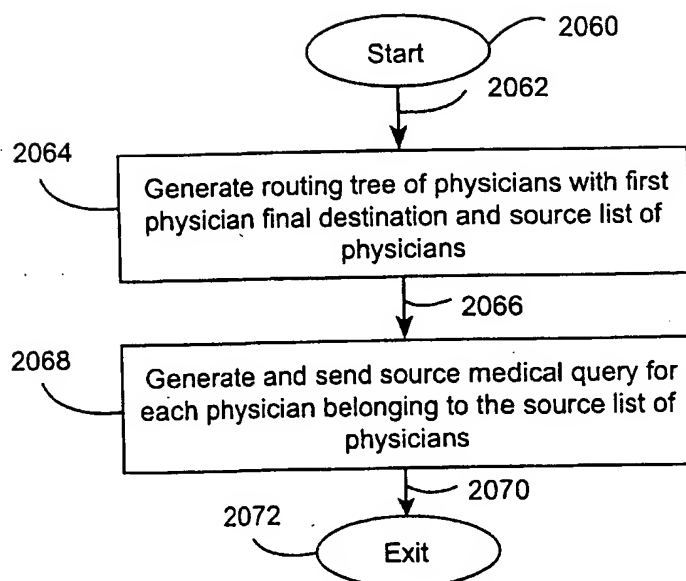 2060
Start
2062
2064
Generate routing tree of physicians with first
physician final destination and source list of
physicians
2066
2068
Generate and send source medical query for
each physician belonging to the source list of
physicians
2070
2072
Exit